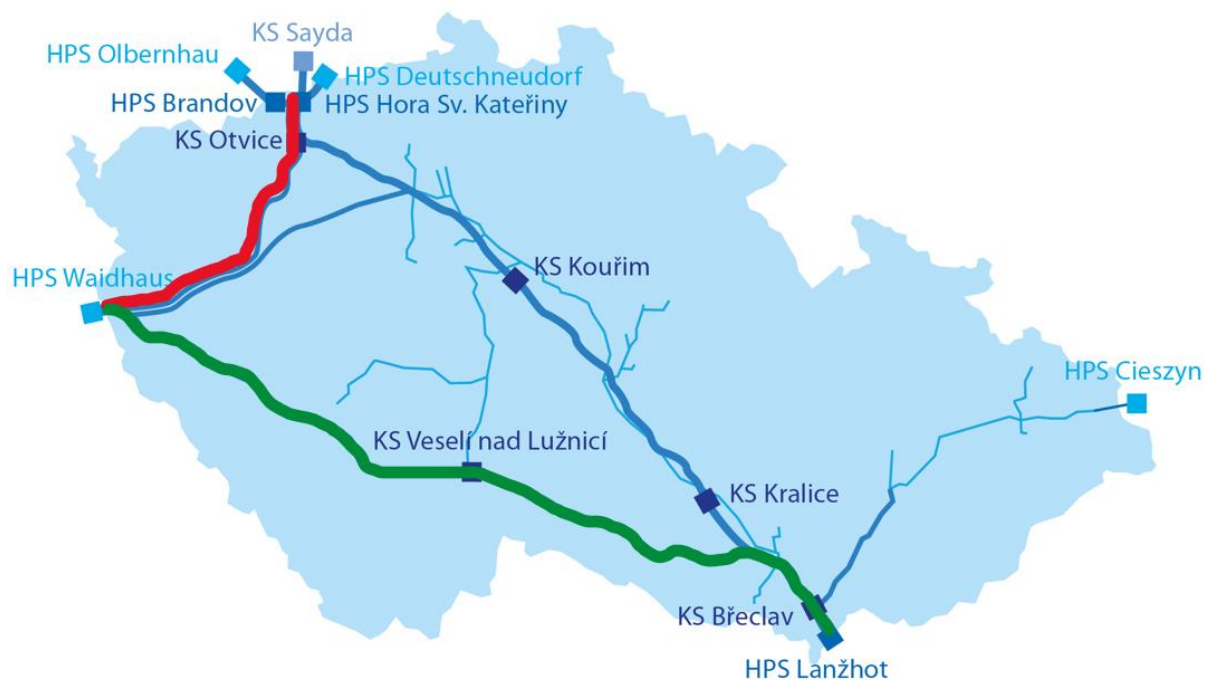 KS Sayda
HPS Olbernhau
HPS Deutschneudorf
HPS Brandov
HPS Hora Sv. Kateřiny
KS Otvice
KS Kouřim
HPS Waidhaus
HPS Cieszyn
KS Veselí nad Lužnicí
KS Kralice
KS Břeclav
HPS Lanžhot